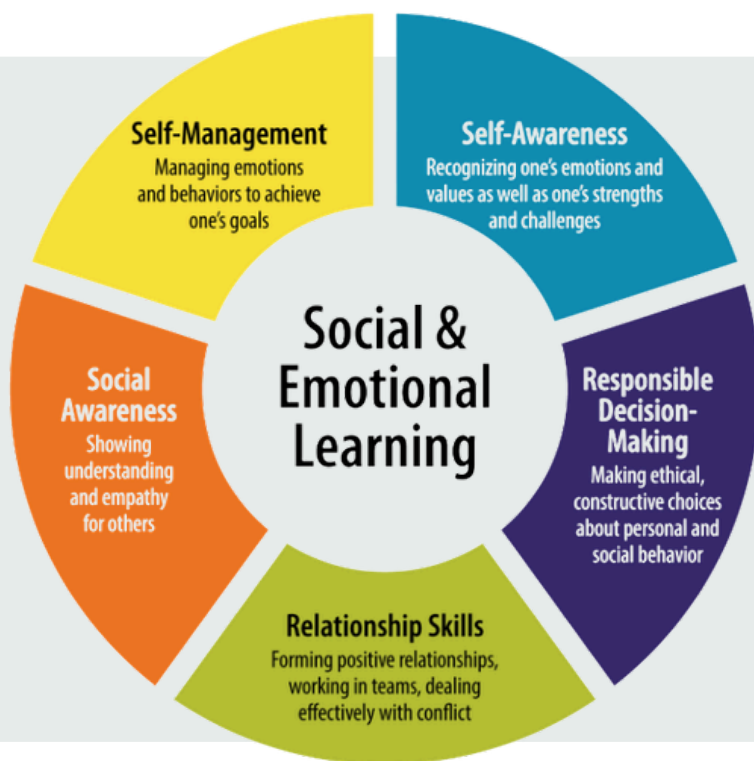 Social &
Emotional
Learning
Self-Awareness
Recognizing one's emotions and
values as well as one's strengths
and challenges
Responsible
Decision-
Making
Making ethical,
constructive choices
about personal and
social behavior
Relationship Skills
Forming positive relationships,
working in teams, dealing
effectively with conflict
Social
Awareness
Showing
understanding
and empathy
for others
Self-Management
Managing emotions
and behaviors to achieve
one's goals